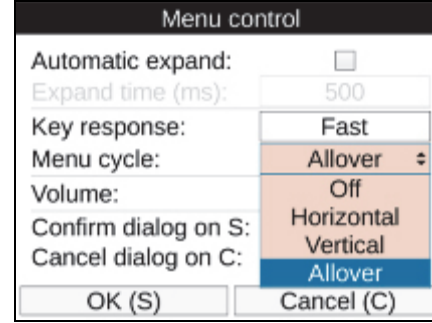 Menu control
Automatic expand:
Expand time (ms): 500
Key response: Fast
Menu cycle: Allover
Off
Horizontal
Vertical
Allover
Volume:
Confirm dialog on S:
Cancel dialog on C:
OK (S) Cancel (C)